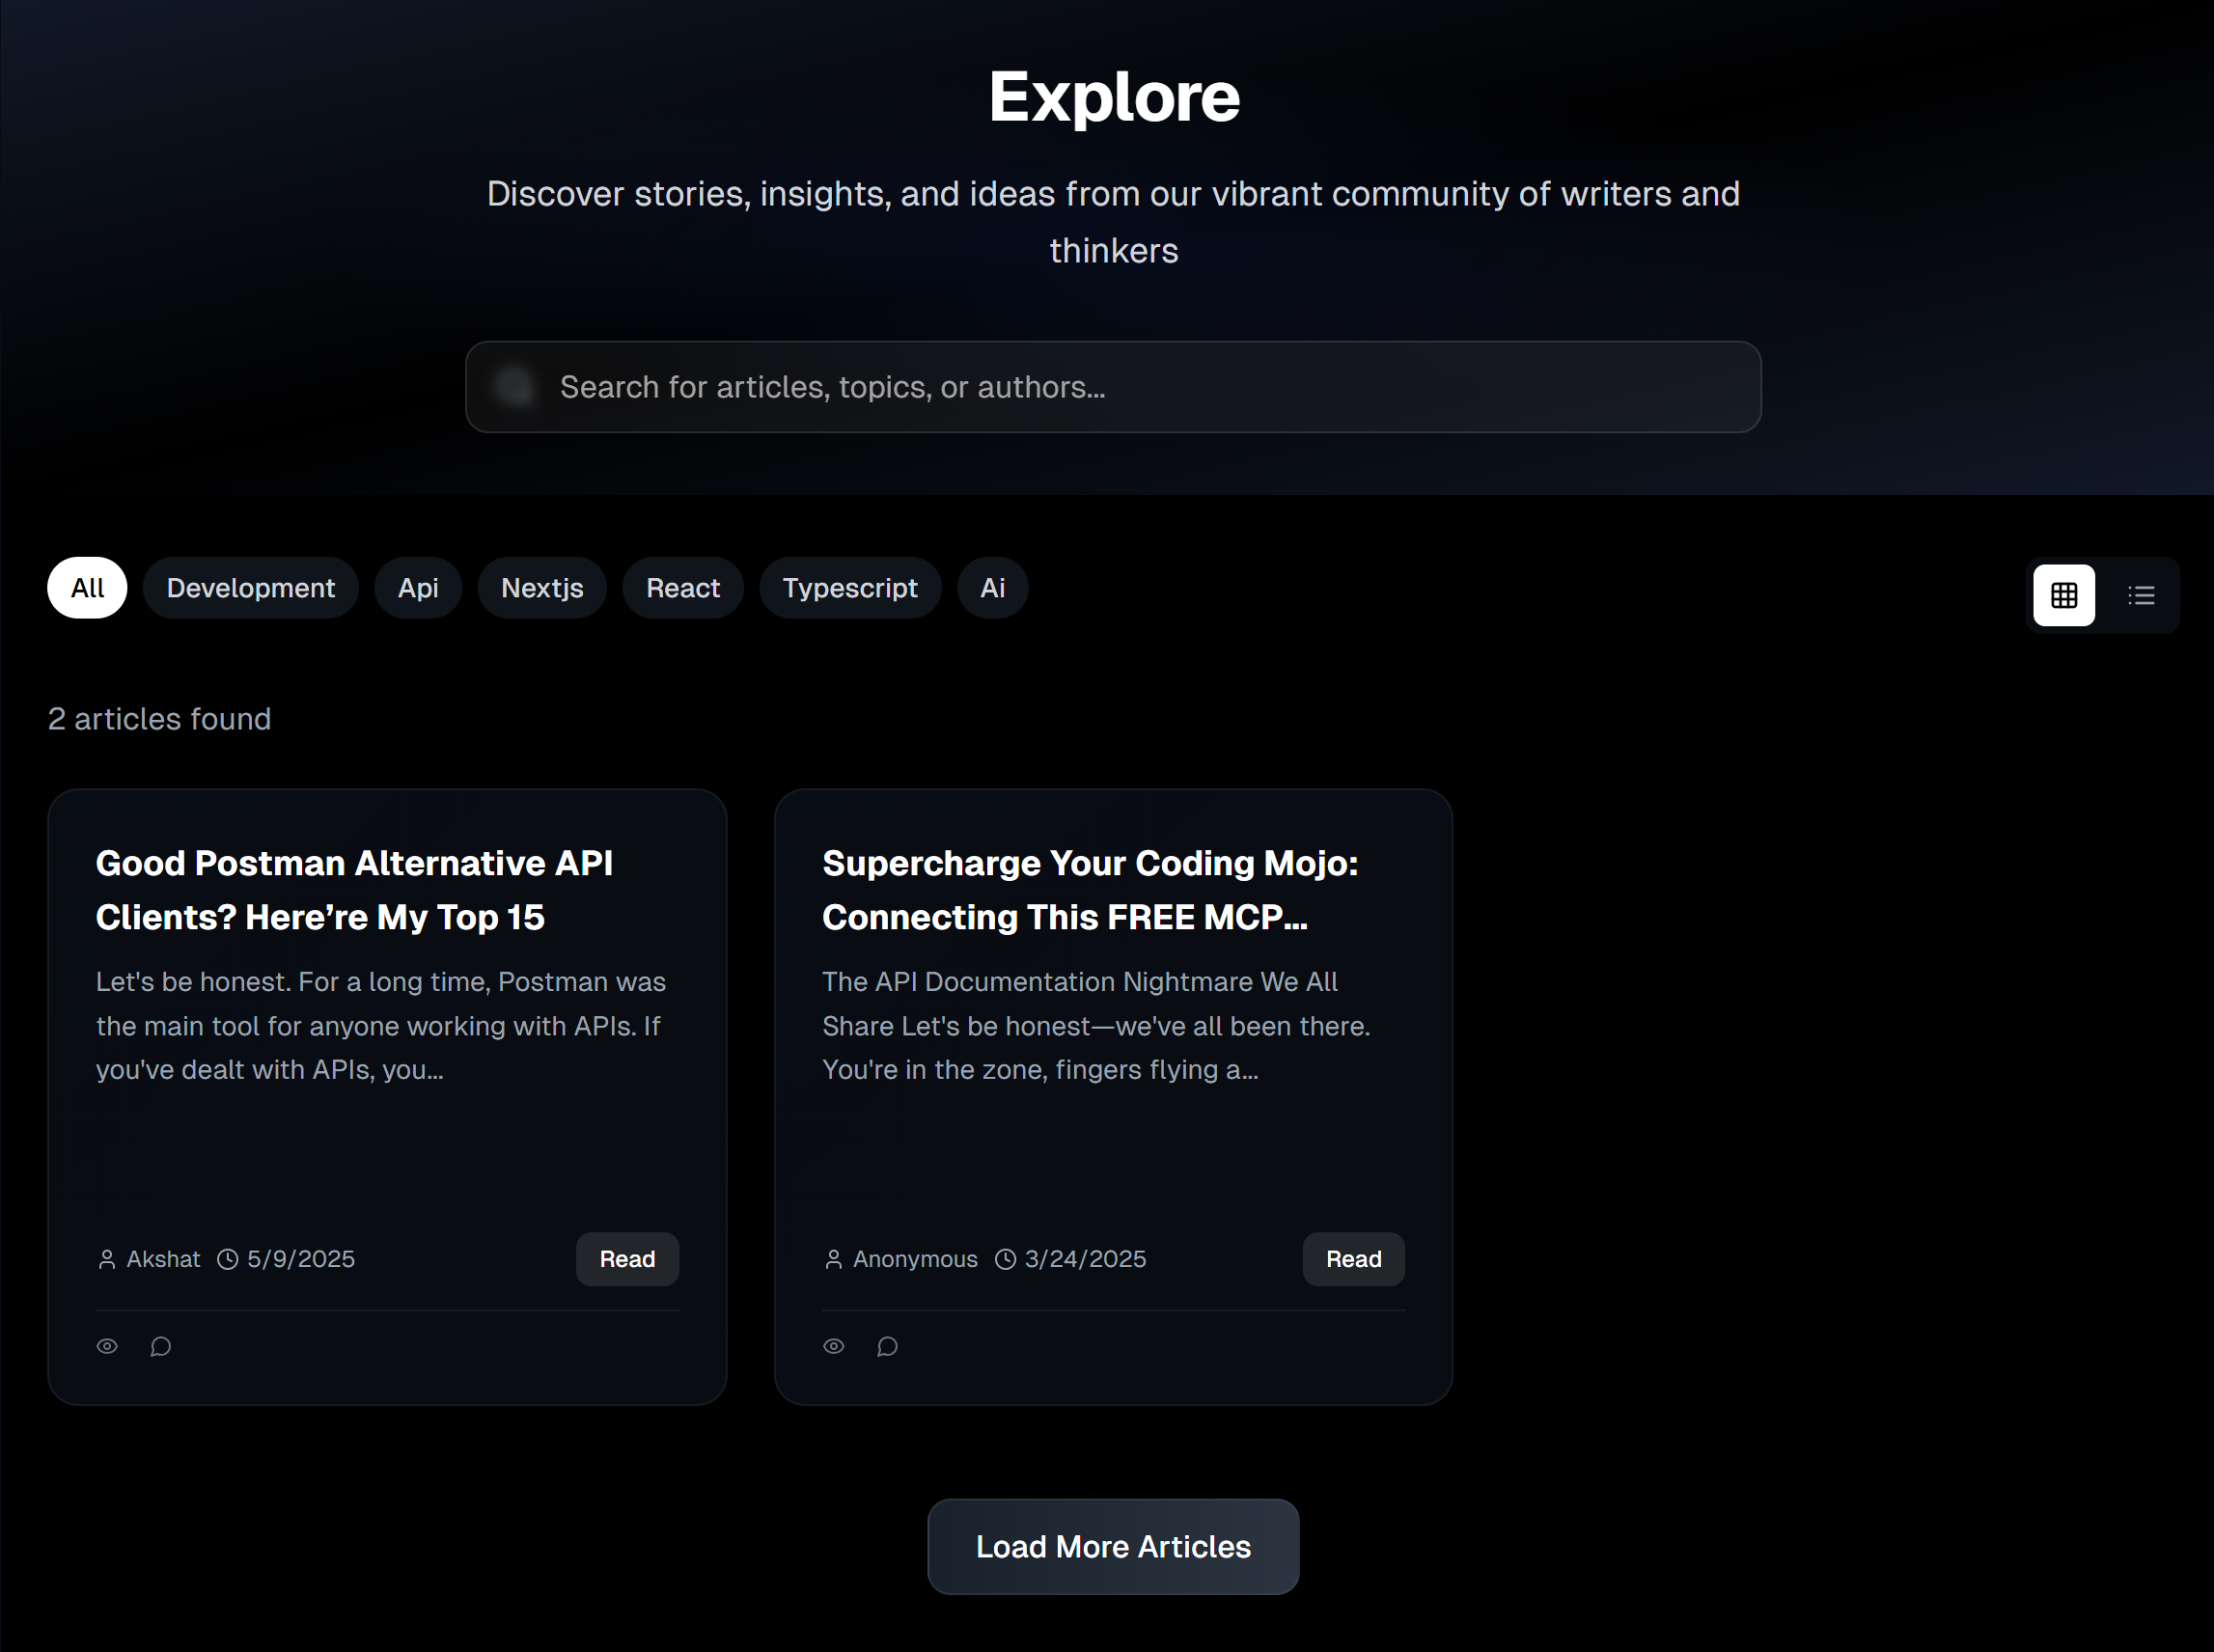 Explore
Discover stories, insights, and ideas from our vibrant community of writers and
thinkers
Search for articles, topics, or authors...
All
Development
Api
Nextjs
React
Typescript
Ai
2 articles found
Good Postman Alternative API
Clients? Here’re My Top 15
Let's be honest. For a long time, Postman was
the main tool for anyone working with APIs. If
you've dealt with APIs, you...
Akshat 5/9/2025
Read
Supercharge Your Coding Mojo:
Connecting This FREE MCP...
The API Documentation Nightmare We All
Share Let's be honest—we've all been there.
You're in the zone, fingers flying a...
Anonymous 3/24/2025
Read
Load More Articles